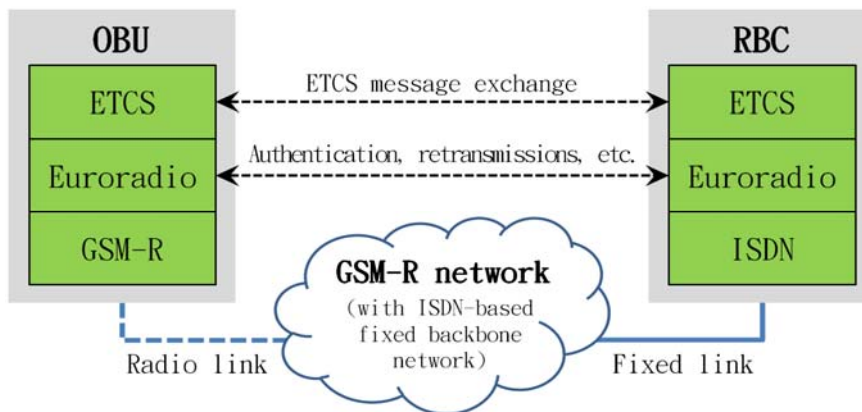 OBU
RBC
ETCS
ETCS message exchange
ETCS
Euroradio
Authentication, retransmissions, etc.
Euroradio
GSM-R
ISDN
GSM-R network
(with ISDN-based
fixed backbone
network)
Radio link
Fixed link